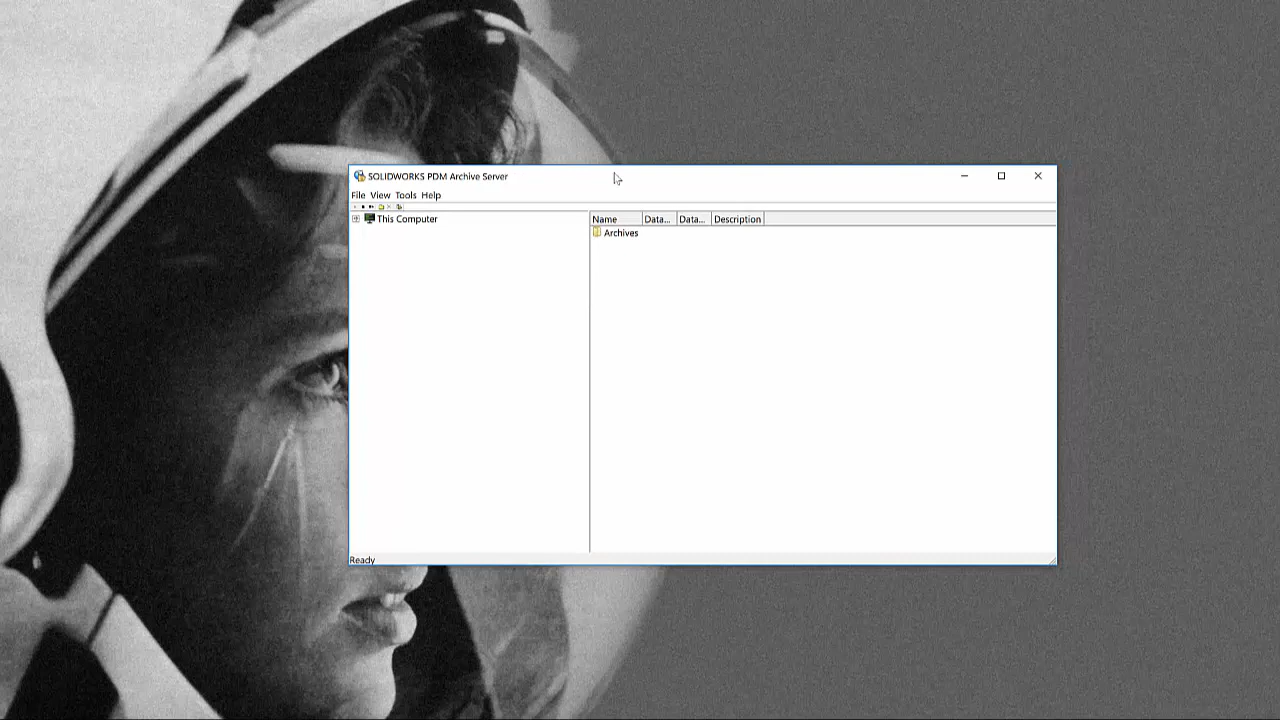 SOLIDWORKS PDM Archive Server
File View Tools Help
This Computer
Name Data... Data... Description
Archives
Ready